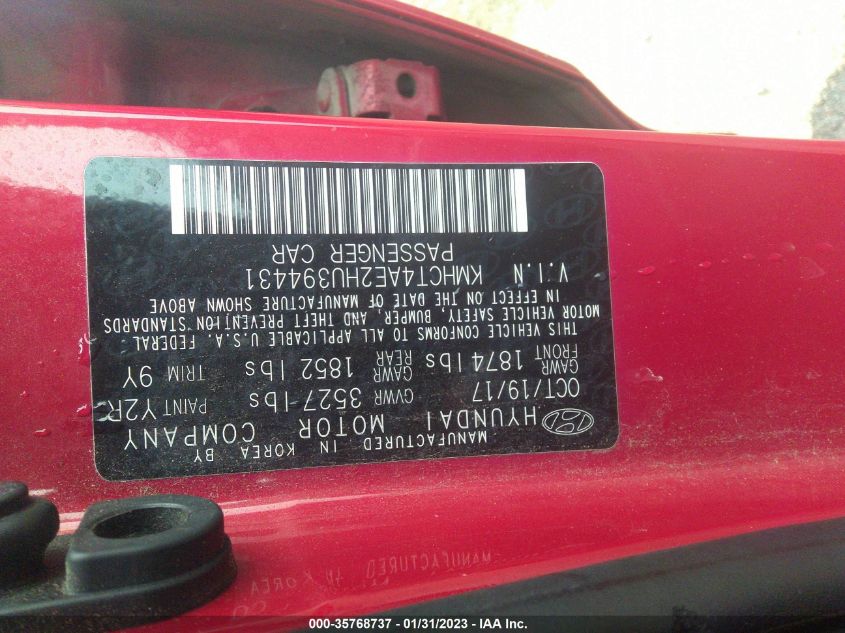 MANUFACTURED IN KOREA BY
HYUNDAI MOTOR COMPANY
OCT/19/17 GVWR 3527 lbs PAINT Y2R
GAWR FRONT 1874 lbs GAWR REAR 1852 lbs TRIM 9Y
THIS VEHICLE CONFORMS TO ALL APPLICABLE U.S.A. FEDERAL
MOTOR VEHICLE SAFETY, BUMPER, AND THEFT PREVENTION STANDARDS
IN EFFECT ON THE DATE OF MANUFACTURE SHOWN ABOVE
V.I.N KMHCT4AE2HU394431
PASSENGER CAR
MANUFACTURED
KOREA
000-35768737 - 01/31/2023 - IAA Inc.